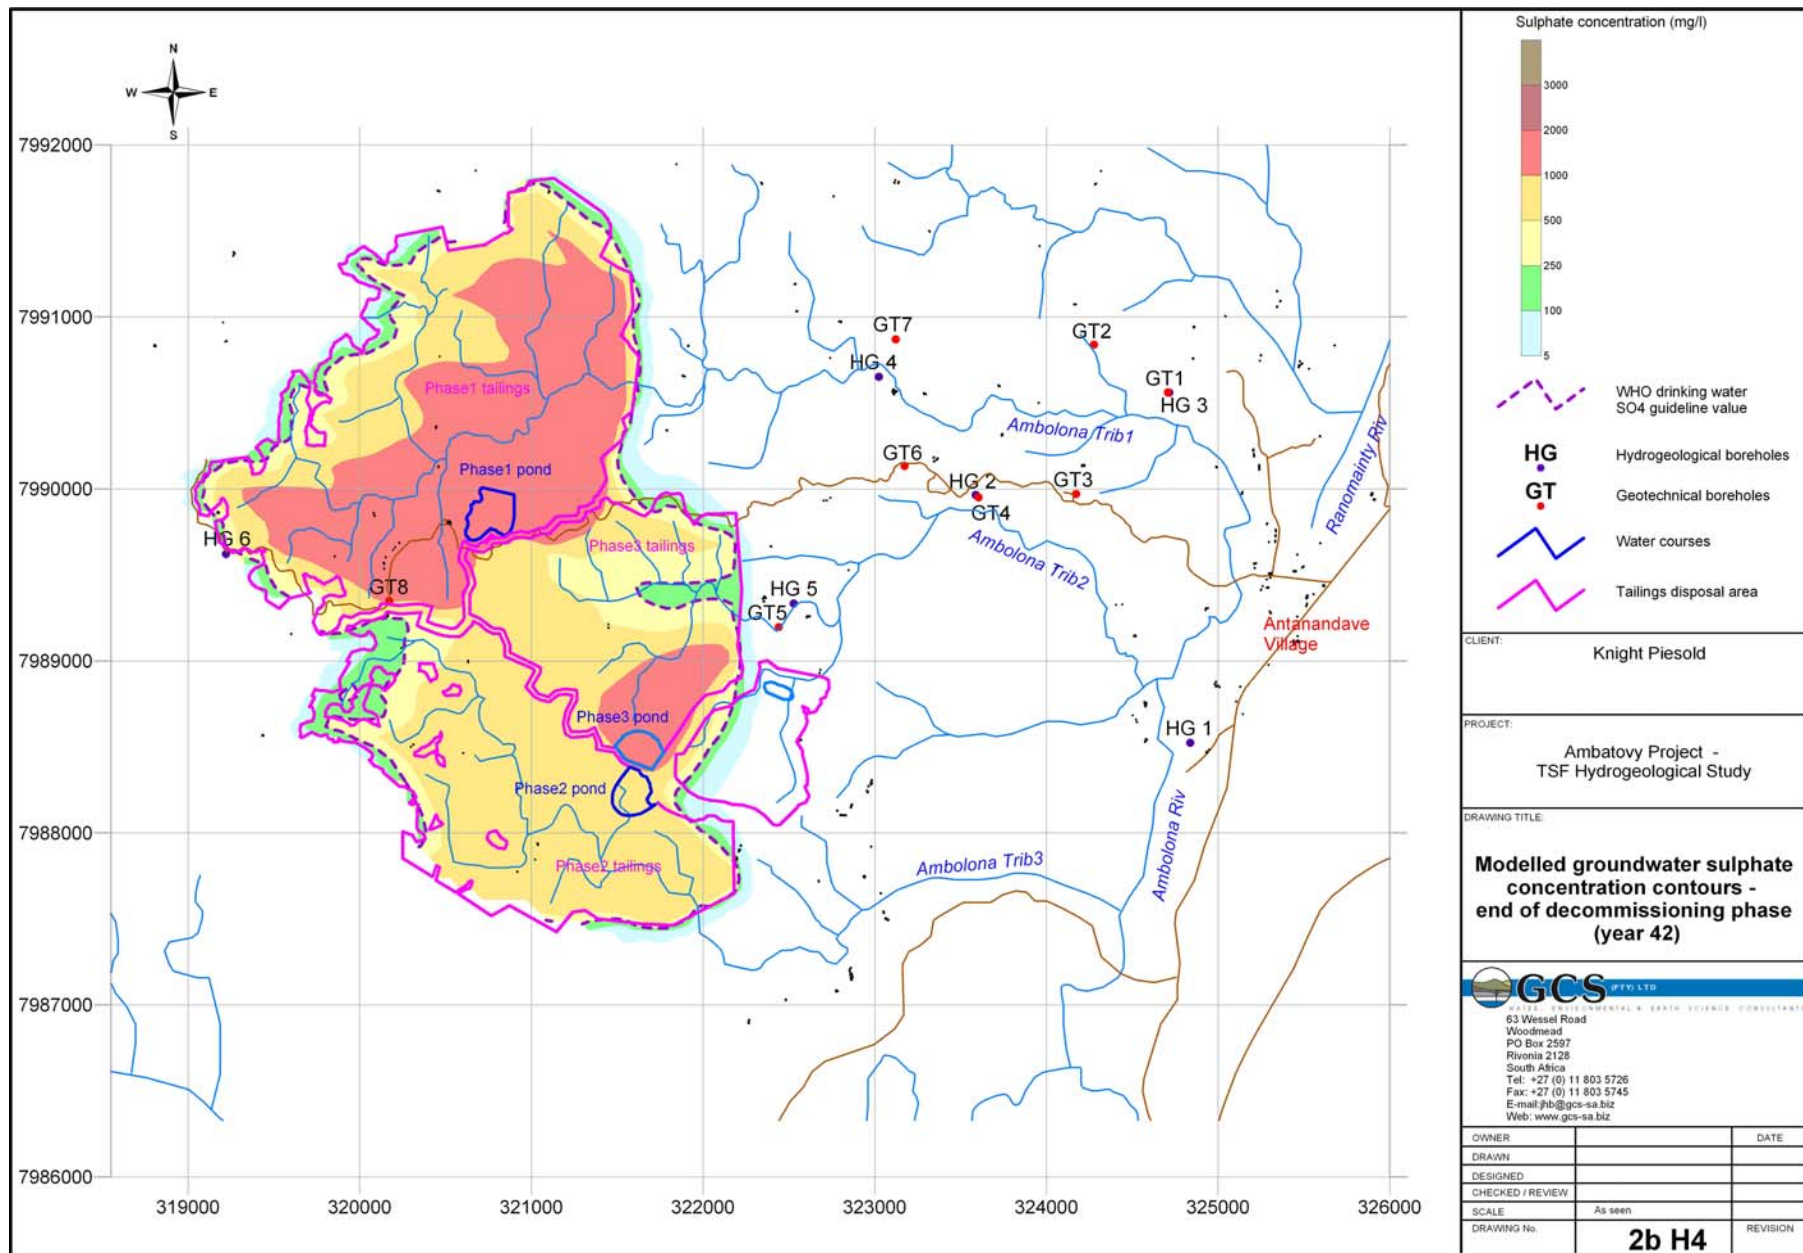 Sulphate concentration (mg/l)
3000
2000
1000
500
250
100
5
WHO drinking water
SO4 guideline value
HG
Hydrogeological boreholes
GT
Geotechnical boreholes
Water courses
Tailings disposal area
N
W
E
S
7992000
7991000
7990000
7989000
7988000
7987000
7986000
319000
320000
321000
322000
323000
324000
325000
326000
GT7
HG 4
GT2
GT1
HG 3
Ambolona Trib1
Phase1 tailings
Phase1 pond
GT6
HG 2
GT4
GT3
Ranomainty Riv
HG 6
Phase3 tailings
Ambolona Trib2
GT8
HG 5
GT5
Antanandave
Village
Phase3 pond
HG 1
Phase2 pond
Ambolona Riv
Phase2 tailings
Ambolona Trib3
CLIENT:
Knight Piesold
PROJECT:
Ambatovy Project -
TSF Hydrogeological Study
DRAWING TITLE:
Modelled groundwater sulphate
concentration contours -
end of decommissioning phase
(year 42)
GCS (PTY) LTD
WATER, ENVIRONMENTAL & EARTH SCIENCE CONSULTANTS
63 Wessel Road
Woodmead
PO Box 2597
Rivonia 2128
South Africa
Tel: +27 (0) 11 803 5726
Fax: +27 (0) 11 803 5745
E-mail:jhb@gcs-sa.biz
Web: www.gcs-sa.biz
OWNER
DATE
DRAWN
DESIGNED
CHECKED / REVIEW
SCALE
As seen
DRAWING No.
2b H4
REVISION